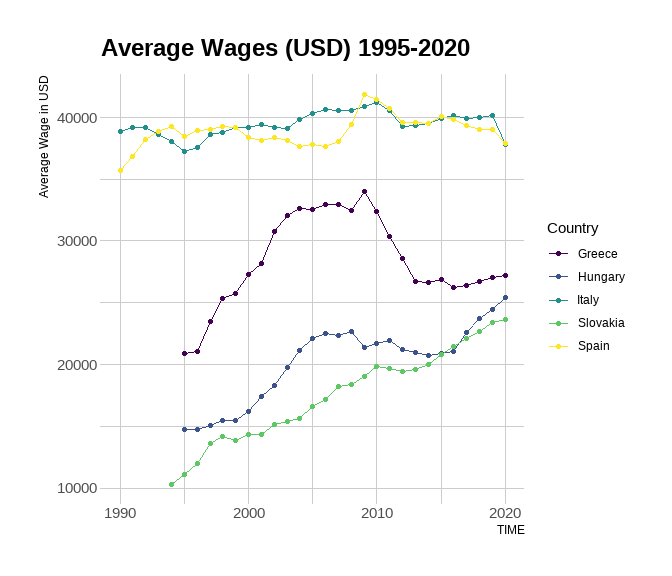 Average Wages (USD) 1995-2020
Average Wage in USD
40000
30000
20000
10000
1990
2000
2010
2020
TIME
Country
Greece
Hungary
Italy
Slovakia
Spain